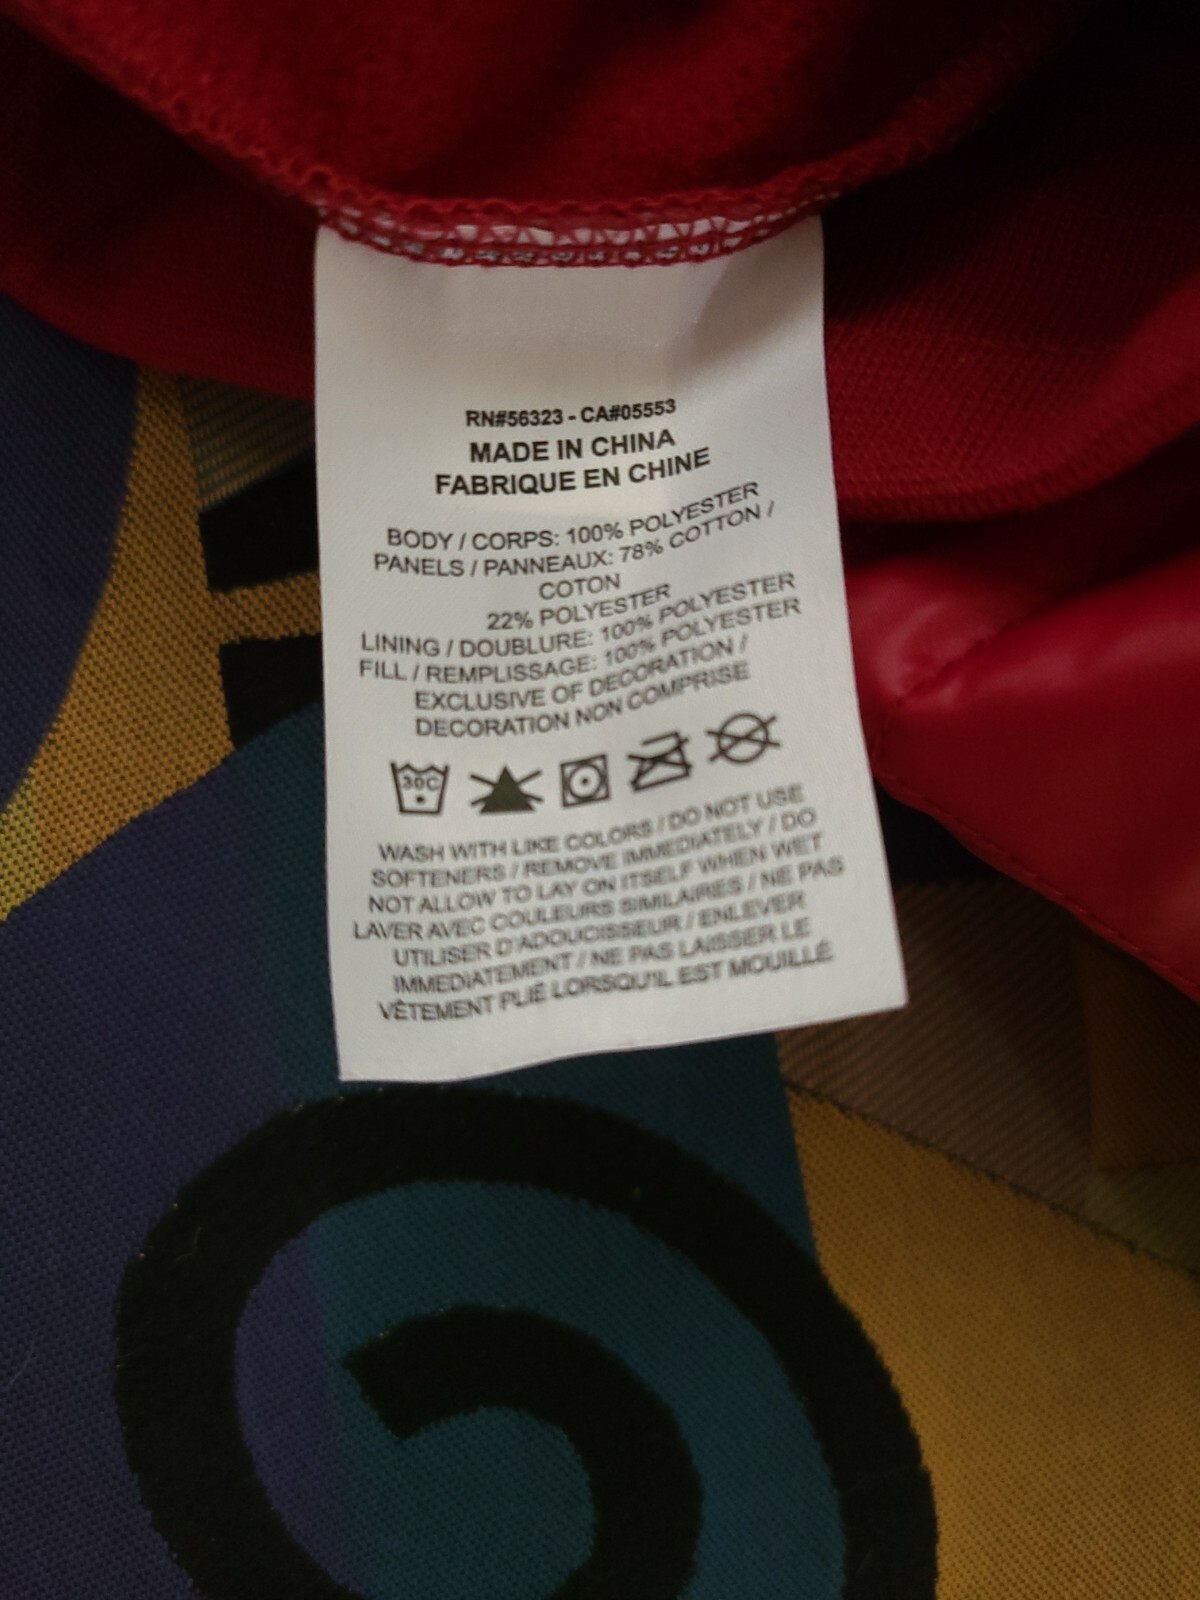 RN#56323 - CA#05553
MADE IN CHINA
FABRIQUE EN CHINE
BODY / CORPS: 100% POLYESTER
PANELS / PANNEAUX: 78% COTTON /
COTON
22% POLYESTER
LINING / DOUBLURE: 100% POLYESTER
FILL / REMPLISSAGE: 100% POLYESTER
EXCLUSIVE OF DECORATION /
DECORATION NON COMPRISE
30C
WASH WITH LIKE COLORS / DO NOT USE
SOFTENERS / REMOVE IMMEDIATELY / DO
NOT ALLOW TO LAY ON ITSELF WHEN WET
LAVER AVEC COULEURS SIMILAIRES / NE PAS
UTILISER D'ADOUCISSEUR / ENLEVER
IMMEDIATEMENT / NE PAS LAISSER LE
VÊTEMENT PLIÉ LORSQU'IL EST MOUILLÉ